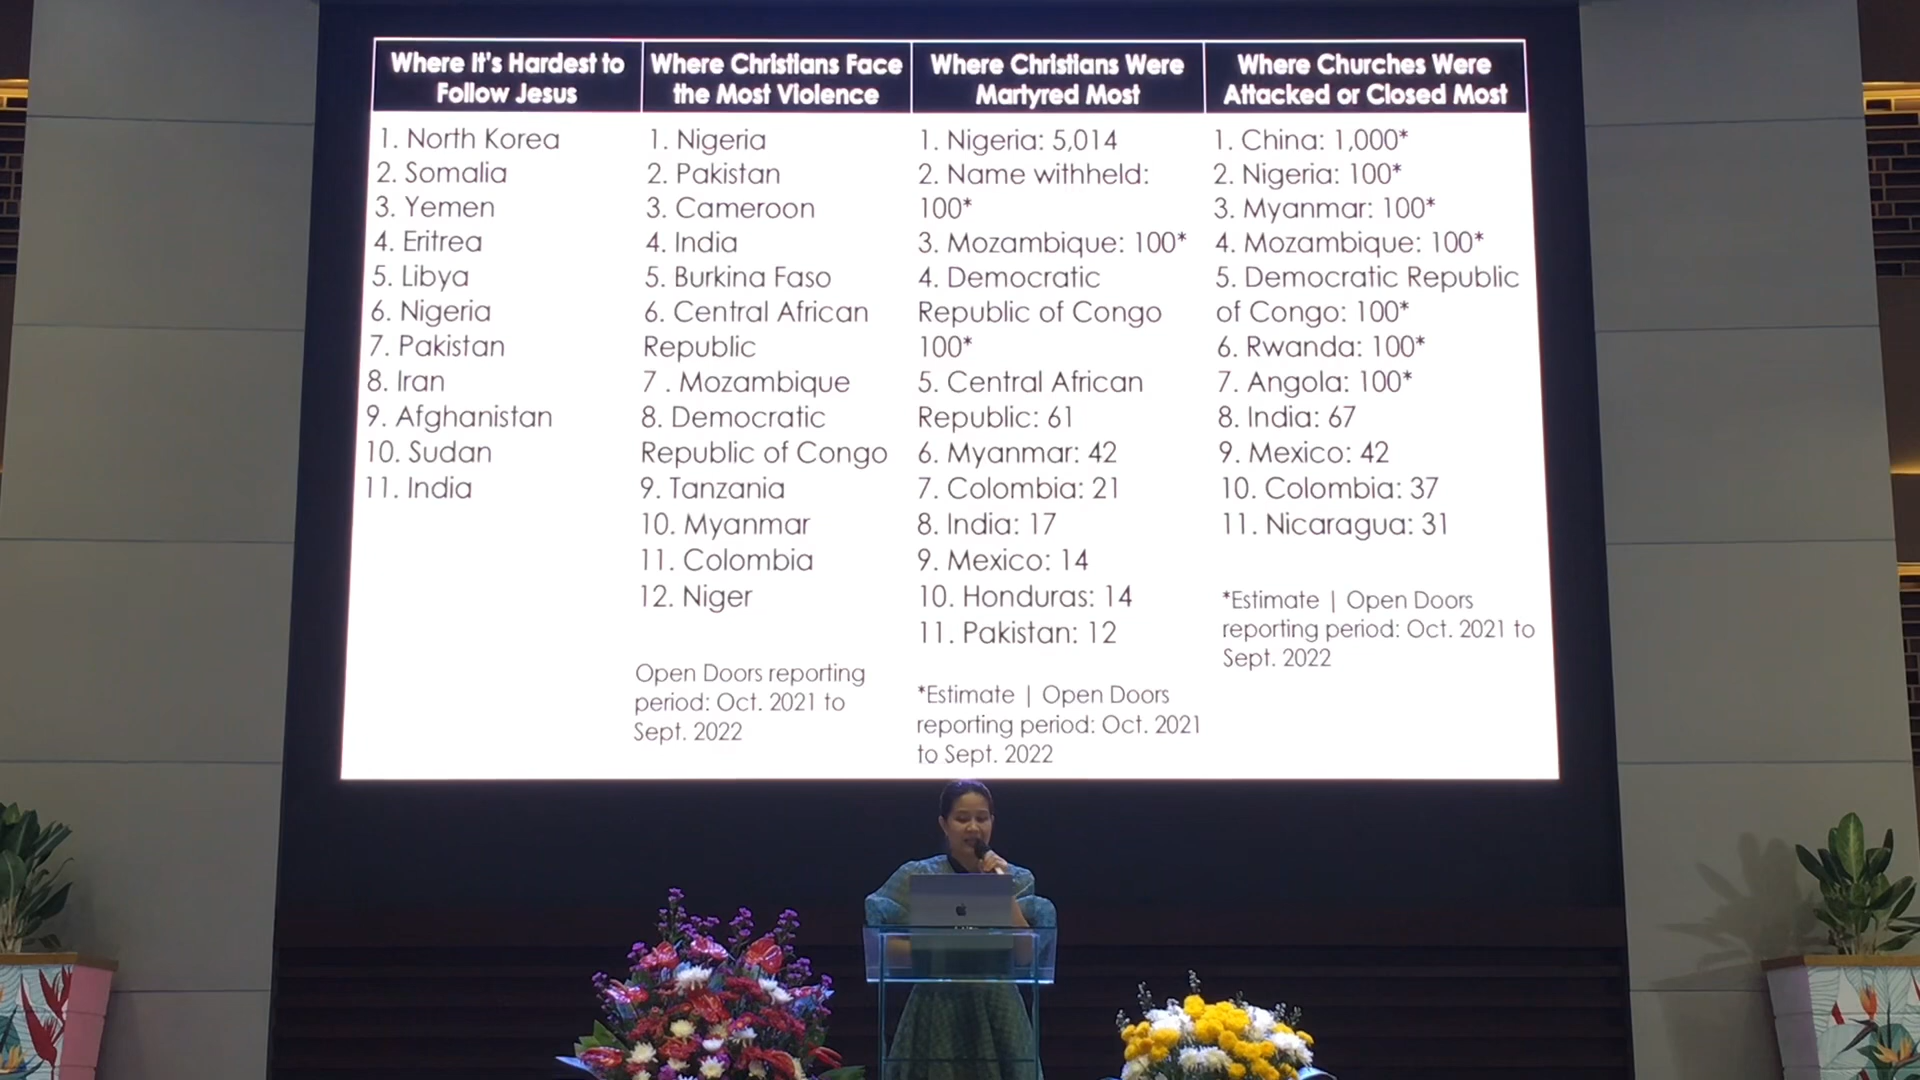 Where It's Hardest to
Follow Jesus
1. North Korea
2. Somalia
3. Yemen
4. Eritrea
5. Libya
6. Nigeria
7. Pakistan
8. Iran
9. Afghanistan
10. Sudan
11. India
Where Christians Face
the Most Violence
1. Nigeria
2. Pakistan
3. Cameroon
4. India
5. Burkina Faso
6. Central African
Republic
7 . Mozambique
8. Democratic
Republic of Congo
9. Tanzania
10. Myanmar
11. Colombia
12. Niger
Open Doors reporting
period: Oct. 2021 to
Sept. 2022
Where Christians Were
Martyred Most
1. Nigeria: 5,014
2. Name withheld:
100*
3. Mozambique: 100*
4. Democratic
Republic of Congo
100*
5. Central African
Republic: 61
6. Myanmar: 42
7. Colombia: 21
8. India: 17
9. Mexico: 14
10. Honduras: 14
11. Pakistan: 12
*Estimate | Open Doors
reporting period: Oct. 2021
to Sept. 2022
Where Churches Were
Attacked or Closed Most
1. China: 1,000*
2. Nigeria: 100*
3. Myanmar: 100*
4. Mozambique: 100*
5. Democratic Republic
of Congo: 100*
6. Rwanda: 100*
7. Angola: 100*
8. India: 67
9. Mexico: 42
10. Colombia: 37
11. Nicaragua: 31
*Estimate | Open Doors
reporting period: Oct. 2021 to
Sept. 2022